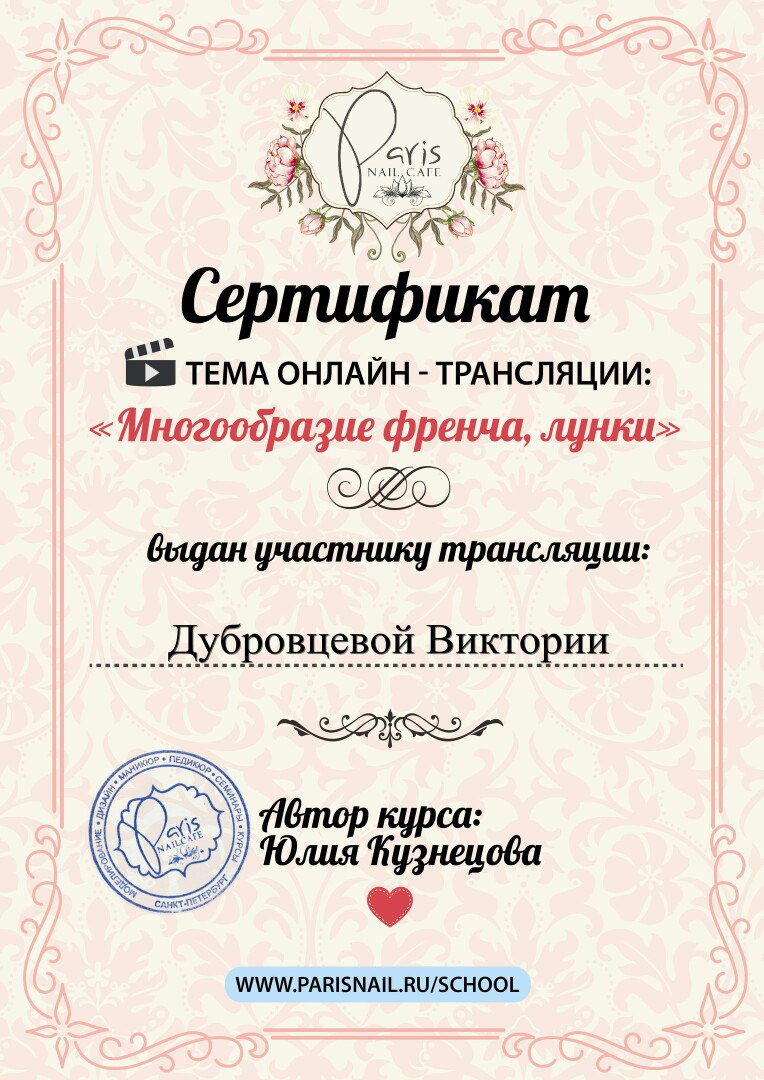 Paris
NAIL CAFE
Сертификат
ТЕМА ОНЛАЙН - ТРАНСЛЯЦИИ:
«Многообразие френча, лунки»
выдан участнику трансляции:
Дубровцевой Виктории
МОДЕЛИРОВАНИЕ • ДИЗАЙН • МАНИКЮР • ПЕДИКЮР • СЕМИНАРЫ • КУРСЫ
Paris
NAIL CAFE
САНКТ-ПЕТЕРБУРГ
Автор курса:
Юлия Кузнецова
WWW.PARISNAIL.RU/SCHOOL